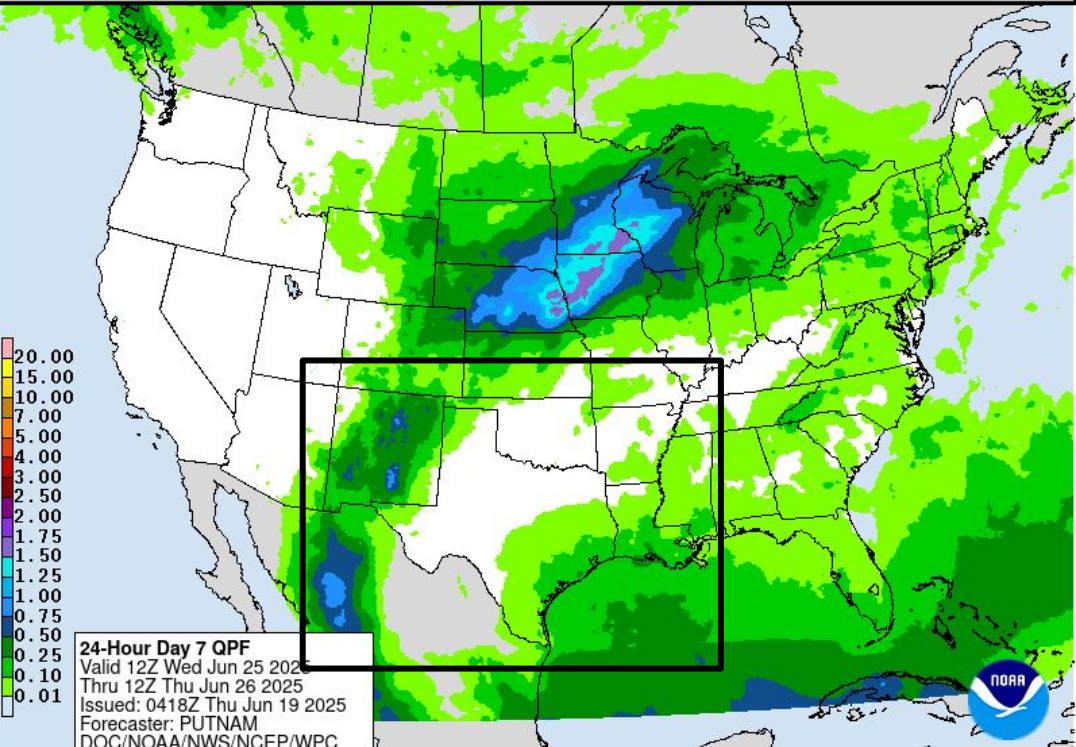 20.00
15.00
10.00
7.00
5.00
4.00
3.00
2.50
2.00
1.75
1.50
1.25
1.00
0.75
0.50
0.25
0.10
0.01
24-Hour Day 7 QPF
Valid 12Z Wed Jun 25 2025
Thru 12Z Thu Jun 26 2025
Issued: 0418Z Thu Jun 19 2025
Forecaster: PUTNAM
DOC/NOAA/NWS/NCEP/WPC
NOAA